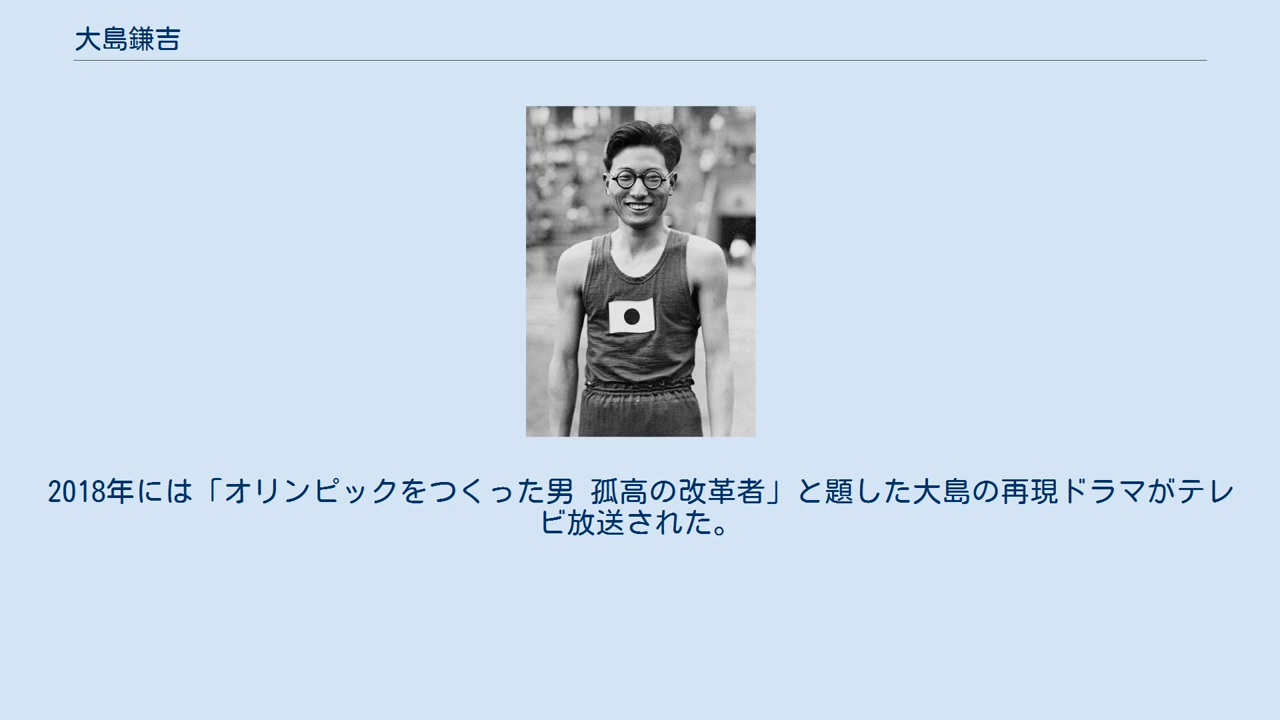 大島鎌吉
2018年には「オリンピックをつくった男 孤高の改革者」と題した大島の再現ドラマがテレ
ビ放送された。